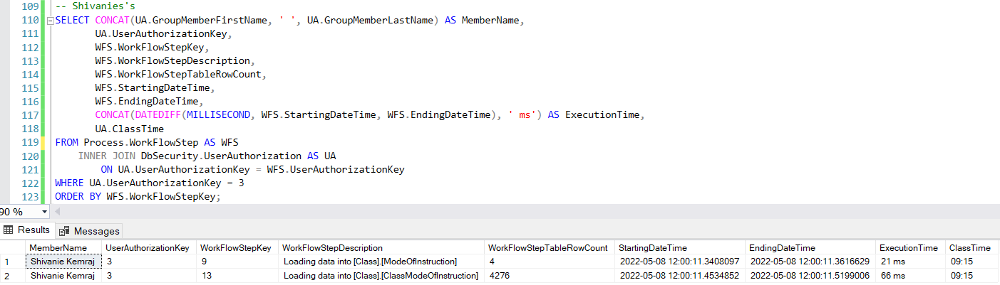 109 -- Shivanies's
110 SELECT CONCAT(UA.GroupMemberFirstName, ' ', UA.GroupMemberLastName) AS MemberName,
111 UA.UserAuthorizationKey,
112 WFS.WorkFlowStepKey,
113 WFS.WorkFlowStepDescription,
114 WFS.WorkFlowStepTableRowCount,
115 WFS.StartingDateTime,
116 WFS.EndingDateTime,
117 CONCAT(DATEDIFF(MILLISECOND, WFS.StartingDateTime, WFS.EndingDateTime), ' ms') AS ExecutionTime,
118 UA.ClassTime
119 FROM Process.WorkFlowStep AS WFS
120 INNER JOIN DbSecurity.UserAuthorization AS UA
121 ON UA.UserAuthorizationKey = WFS.UserAuthorizationKey
122 WHERE UA.UserAuthorizationKey = 3
123 ORDER BY WFS.WorkFlowStepKey;
90 %
Results Messages
MemberName UserAuthorizationKey WorkFlowStepKey WorkFlowStepDescription WorkFlowStepTableRowCount StartingDateTime EndingDateTime ExecutionTime ClassTime
1 Shivanie Kemraj 3 9 Loading data into [Class].[ModeOfInstruction] 4 2022-05-08 12:00:11.3408097 2022-05-08 12:00:11.3616629 21 ms 09:15
2 Shivanie Kemraj 3 13 Loading data into [Class].[ClassModeOfInstruction] 4276 2022-05-08 12:00:11.4534852 2022-05-08 12:00:11.5199006 66 ms 09:15